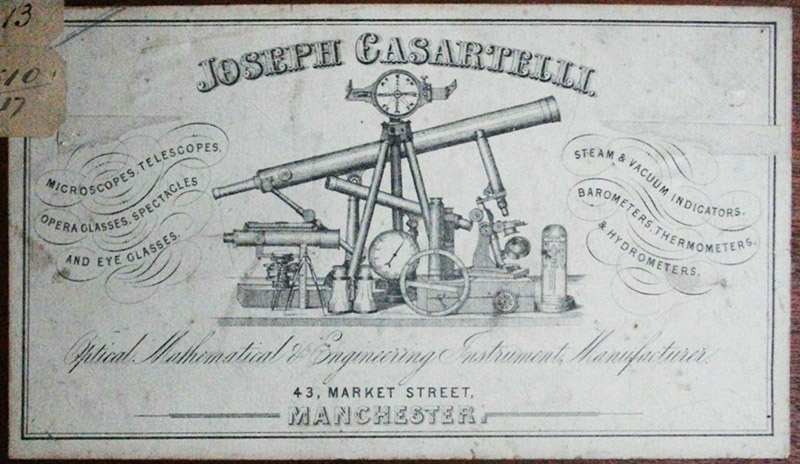 13
10
17
JOSEPH CASARTELLI,
MICROSCOPES, TELESCOPES,
OPERA GLASSES, SPECTACLES
AND EYE GLASSES.
STEAM & VACUUM INDICATORS,
BAROMETERS, THERMOMETERS,
& HYDROMETERS,
Optical Mathematical & Engineering Instrument, Manufacturer.
43, MARKET STREET,
MANCHESTER.